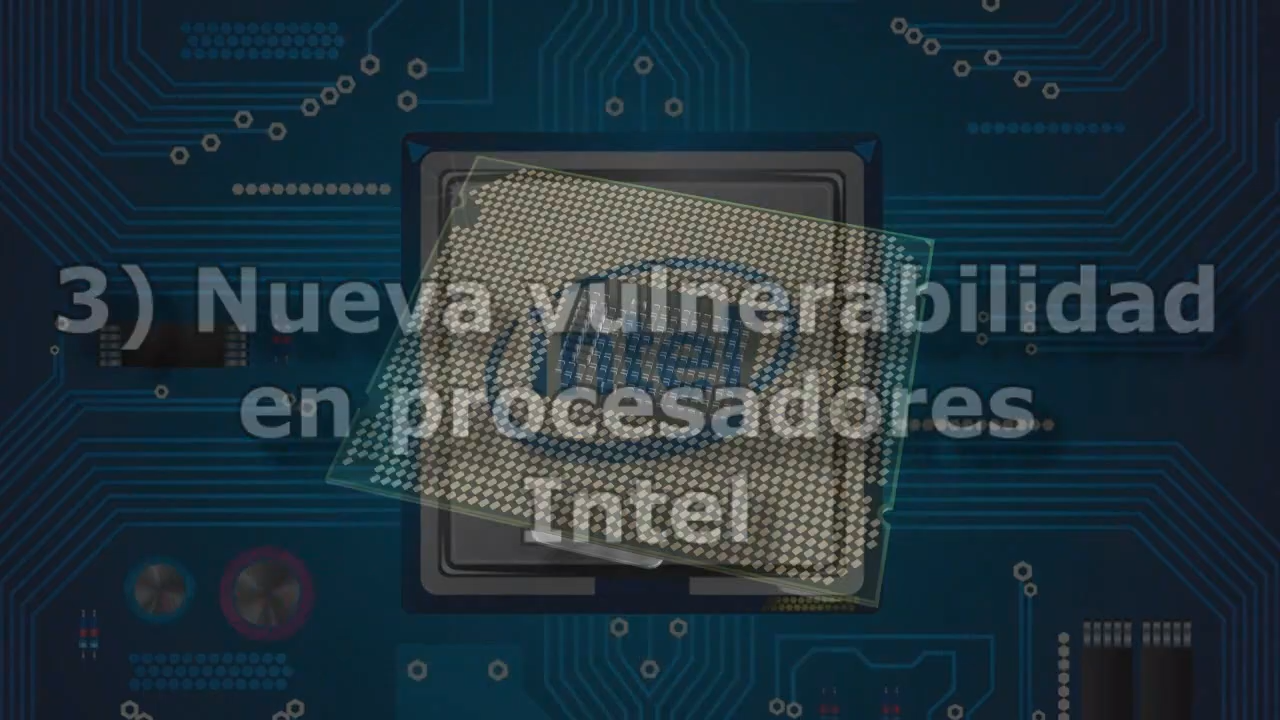 3) Nueva vulnerabilidad
en procesadores
Intel